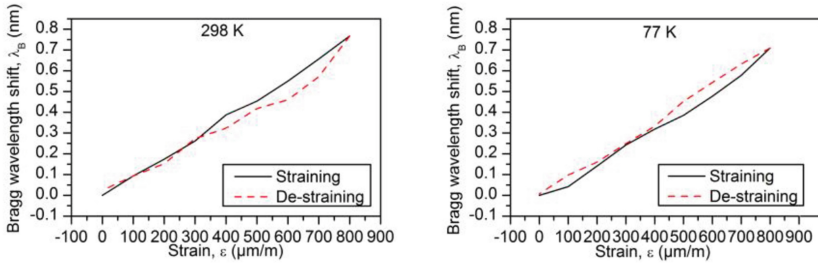 298 K
Bragg wavelength shift, λB (nm)
0.8
0.7
0.6
0.5
0.4
0.3
0.2
0.1
0.0
-0.1
Straining
De-straining
-100 0 100 200 300 400 500 600 700 800 900
Strain, ε (μm/m)
77 K
Bragg wavelength shift, λB (nm)
0.8
0.7
0.6
0.5
0.4
0.3
0.2
0.1
0.0
-0.1
Straining
De-straining
-100 0 100 200 300 400 500 600 700 800 900
Strain, ε (μm/m)